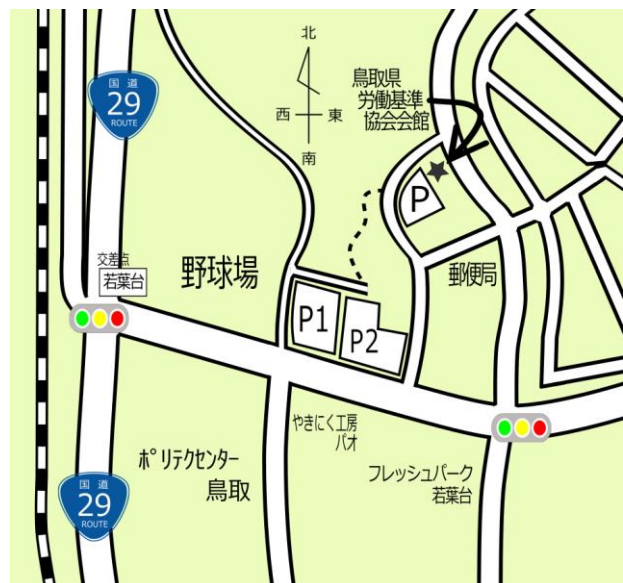 国道
29
ROUTE
北
西
東
南
鳥取県
労働基準
協会会館
P
交差点
若葉台
野球場
郵便局
P1
P2
やきにく工房
パオ
ポリテクセンター
鳥取
フレッシュパーク
若葉台
国道
29
ROUTE